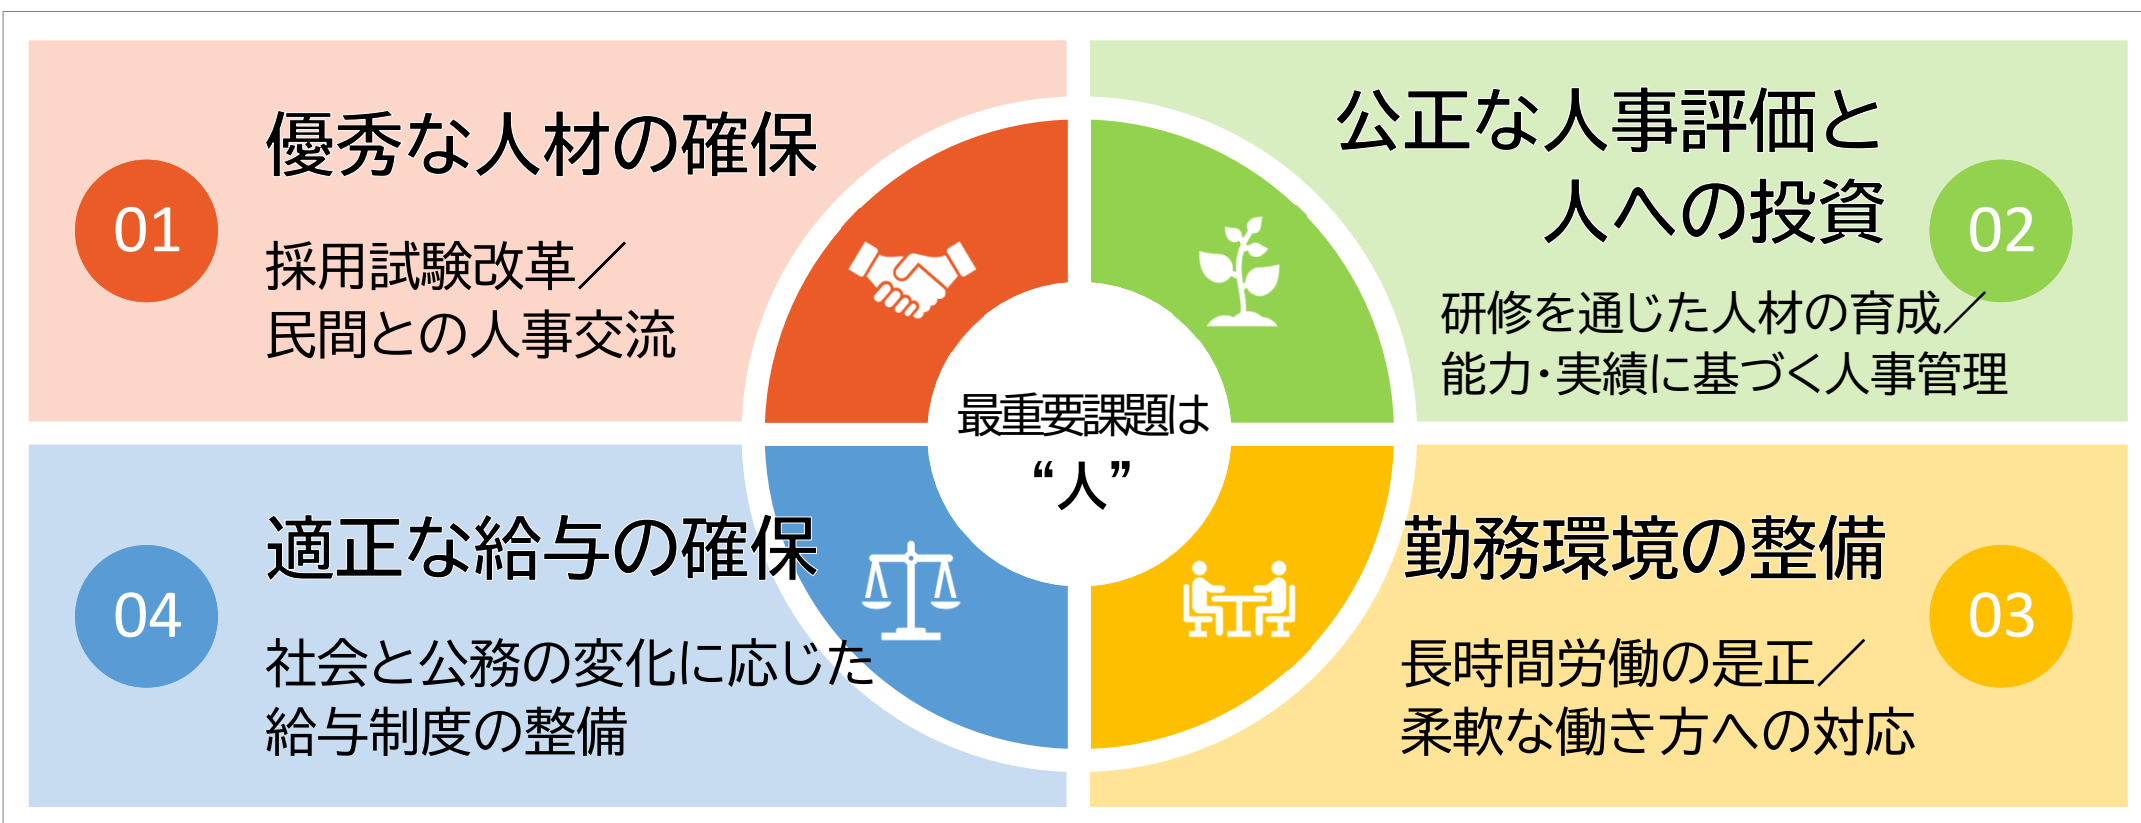 01
優秀な人材の確保
採用試験改革／
民間との人事交流
公正な人事評価と
人への投資
02
研修を通じた人材の育成／
能力・実績に基づく人事管理
最重要課題は
“人”
04
適正な給与の確保
社会と公務の変化に応じた
給与制度の整備
勤務環境の整備
03
長時間労働の是正／
柔軟な働き方への対応